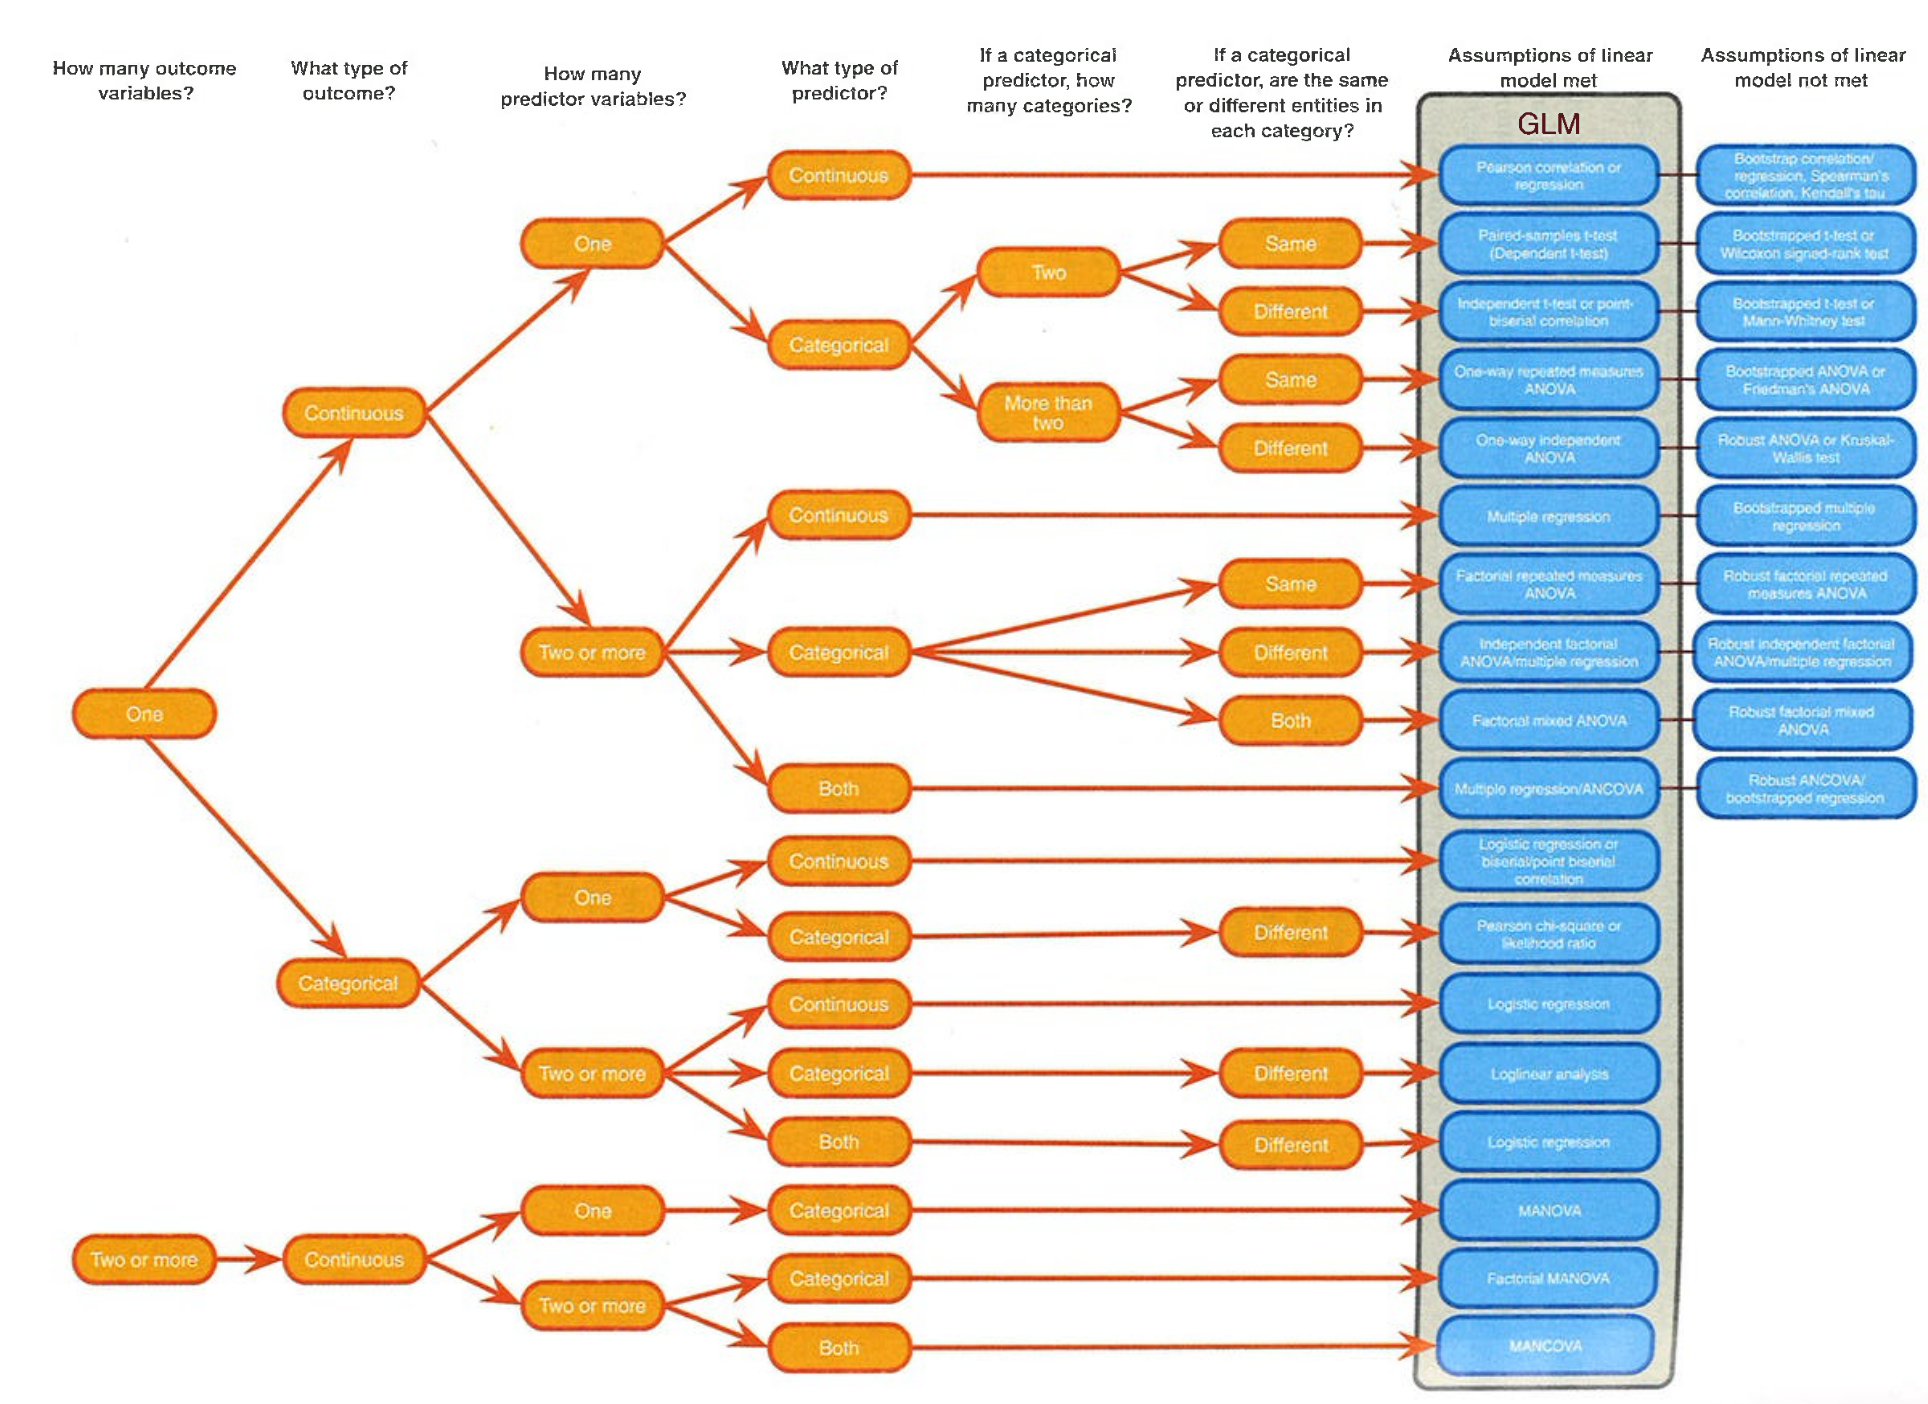 How many outcome
variables?
What type of
outcome?
How many
predictor variables?
What type of
predictor?
If a categorical
predictor, how
many categories?
If a categorical
predictor, are the same
or different entities in
each category?
Assumptions of linear
model met
Assumptions of linear
model not met
GLM
Continuous
Pearson correlation or
regression
Bootstrap correlation/
regression, Spearman's
correlation, Kendall's tau
One
Same
Paired-samples t-test
(Dependent t-test)
Bootstrapped t-test or
Wilcoxon signed-rank test
Two
Different
Independent t-test or point-
biserial correlation
Bootstrapped t-test or
Mann-Whitney test
Categorical
Same
One-way repeated measures
ANOVA
Bootstrapped ANOVA or
Friedman's ANOVA
Continuous
More than
two
Different
One-way independent
ANOVA
Robust ANOVA or Kruskal-
Wallis test
Continuous
Multiple regression
Bootstrapped multiple
regression
Same
Factorial repeated measures
ANOVA
Robust factorial repeated
measures ANOVA
Two or more
Categorical
Different
Independent factorial
ANOVA/multiple regression
Robust independent factorial
ANOVA/multiple regression
One
Both
Factorial mixed ANOVA
Robust factorial mixed
ANOVA
Both
Multiple regression/ANCOVA
Robust ANCOVA/
bootstrapped regression
Continuous
Logistic regression or
biserial/point biserial
correlation
One
Categorical
Different
Pearson chi-square or
likelihood ratio
Categorical
Continuous
Logistic regression
Two or more
Categorical
Different
Loglinear analysis
Both
Different
Logistic regression
One
Categorical
MANOVA
Two or more
Continuous
Categorical
Factorial MANOVA
Two or more
Both
MANCOVA